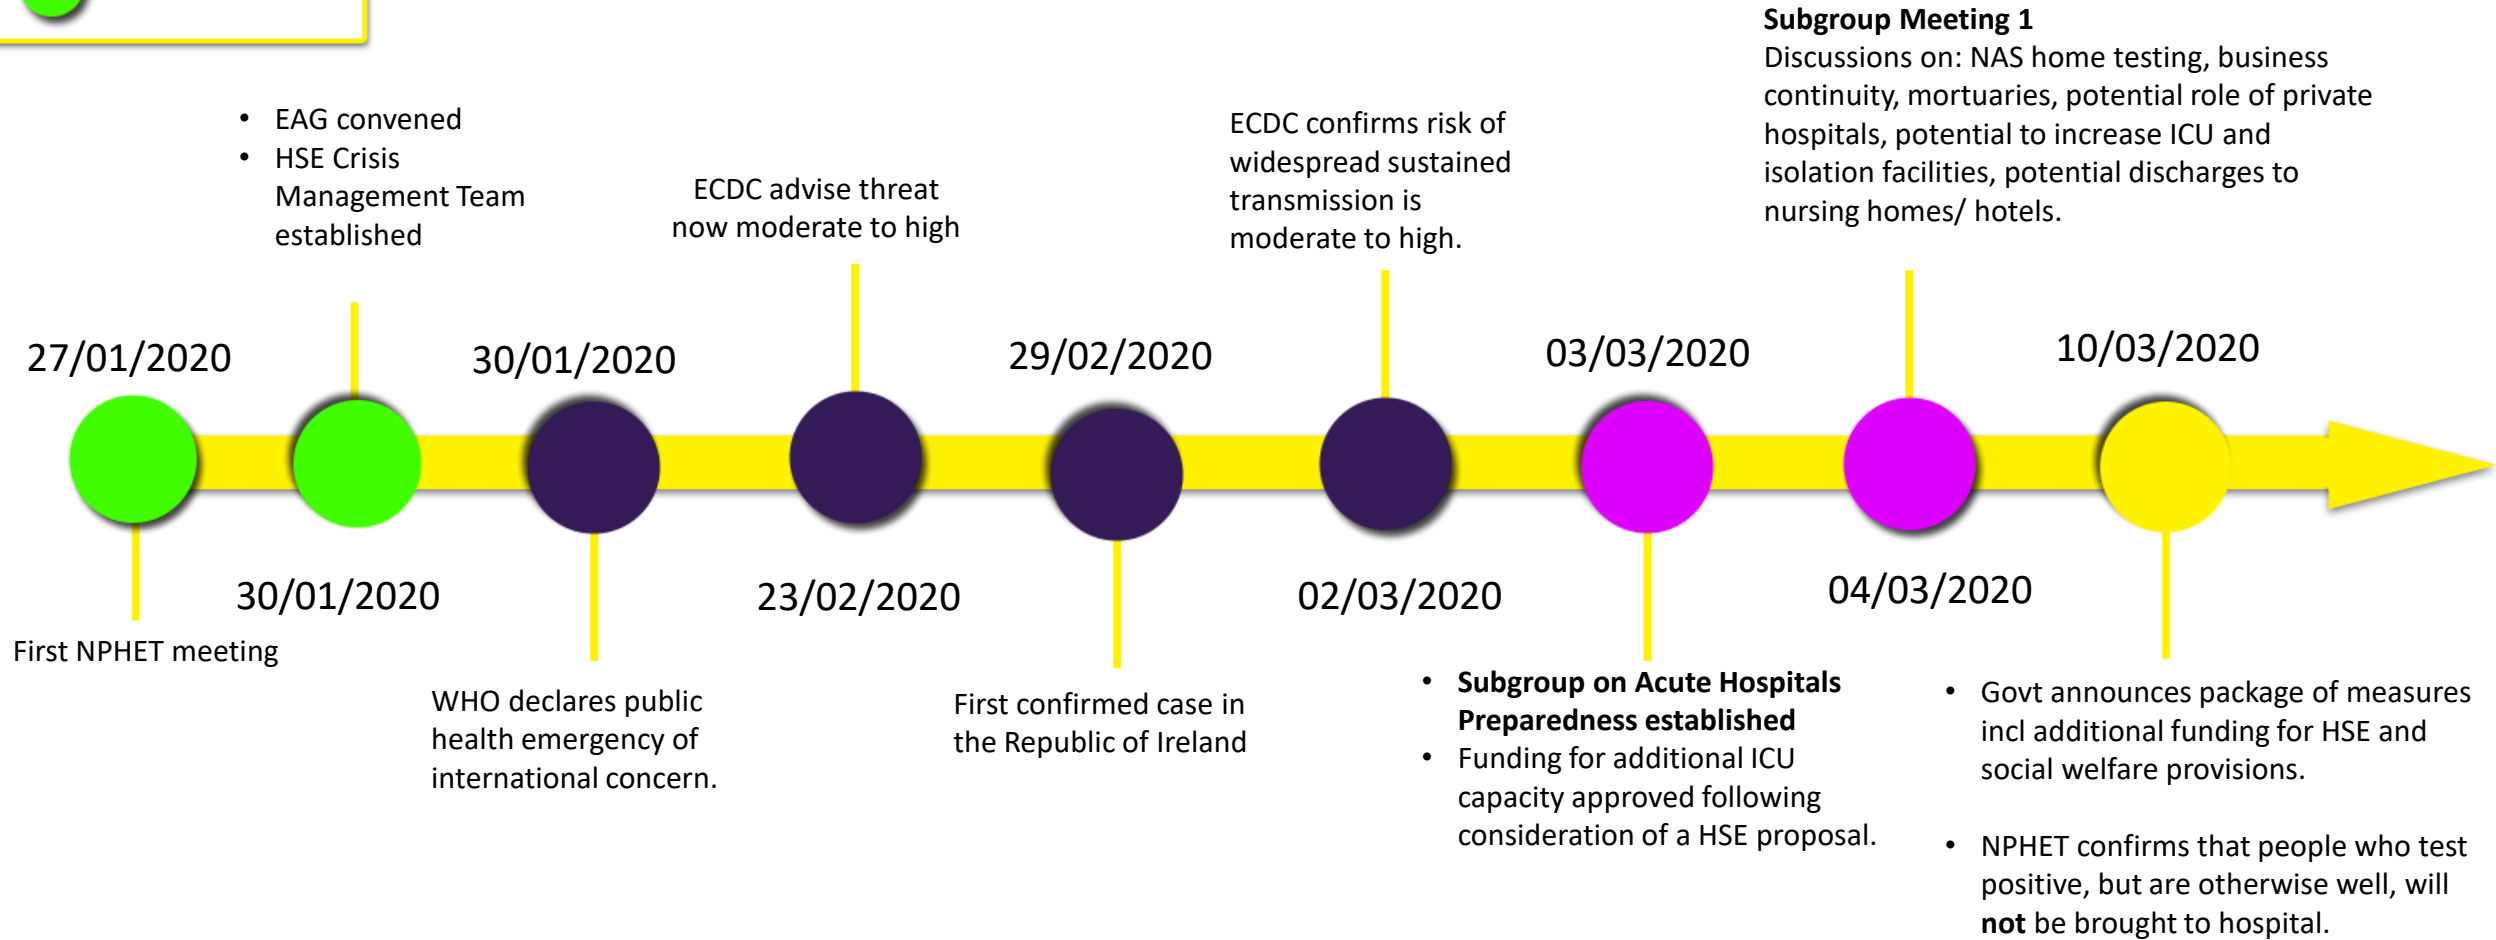 27/01/2020
First NPHET meeting
• EAG convened
• HSE Crisis
Management Team
established
30/01/2020
30/01/2020
WHO declares public
health emergency of
international concern.
ECDC advise threat
now moderate to high
23/02/2020
29/02/2020
First confirmed case in
the Republic of Ireland
ECDC confirms risk of
widespread sustained
transmission is
moderate to high.
02/03/2020
03/03/2020
• Subgroup on Acute Hospitals
Preparedness established
• Funding for additional ICU
capacity approved following
consideration of a HSE proposal.
Subgroup Meeting 1
Discussions on: NAS home testing, business
continuity, mortuaries, potential role of private
hospitals, potential to increase ICU and
isolation facilities, potential discharges to
nursing homes/ hotels.
04/03/2020
10/03/2020
• Govt announces package of measures
incl additional funding for HSE and
social welfare provisions.
• NPHET confirms that people who test
positive, but are otherwise well, will
not be brought to hospital.